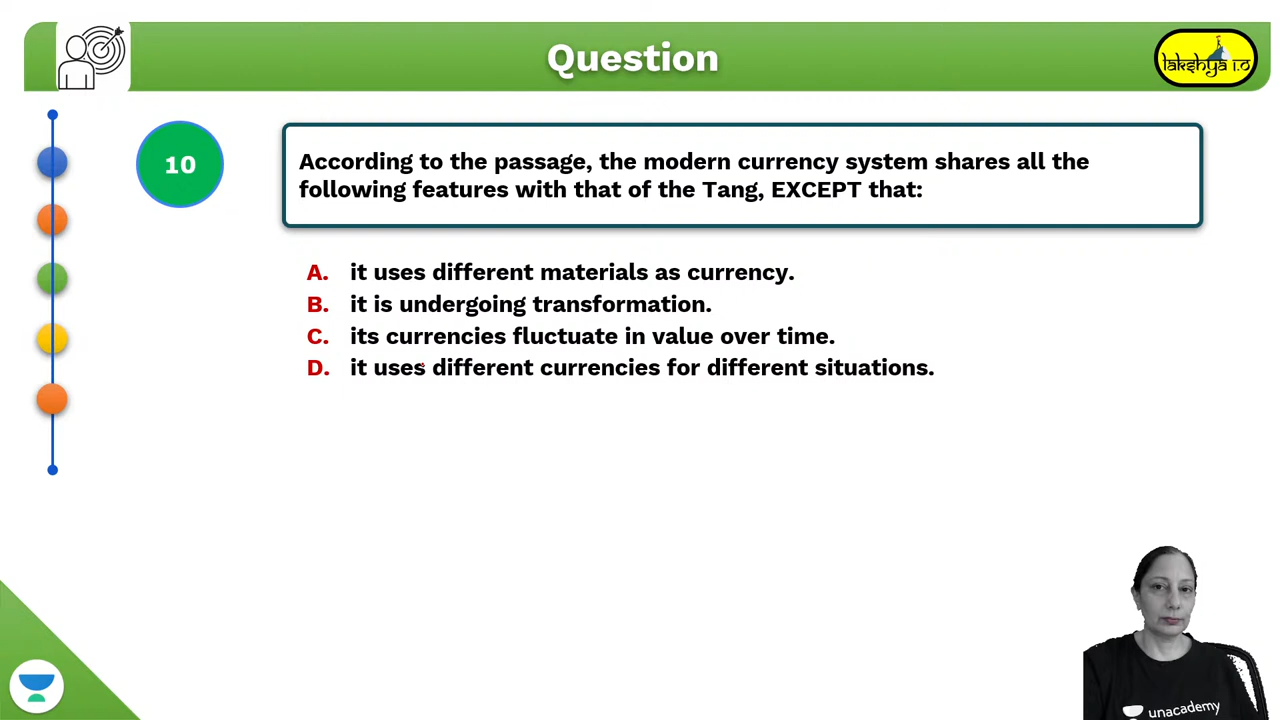 Question
lakshya 1.0
10
According to the passage, the modern currency system shares all the
following features with that of the Tang, EXCEPT that:
A. it uses different materials as currency.
B. it is undergoing transformation.
C. its currencies fluctuate in value over time.
D. it uses different currencies for different situations.
unacademy